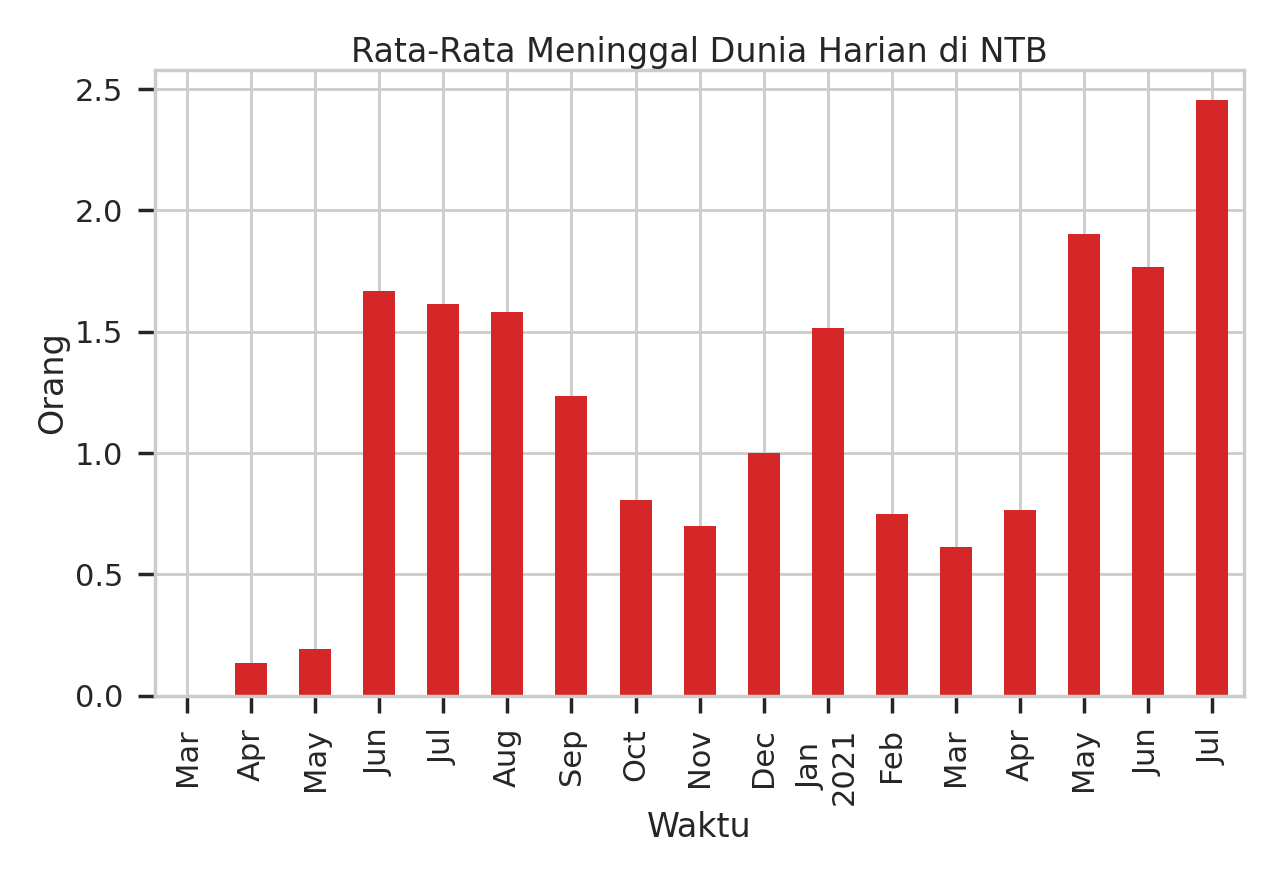 Rata-Rata Meninggal Dunia Harian di NTB
2.5
2.0
1.5
1.0
0.5
0.0
Orang
Mar
Apr
May
Jun
Jul
Aug
Sep
Oct
Nov
Dec
Jan
2021
Feb
Mar
Apr
May
Jun
Jul
Waktu